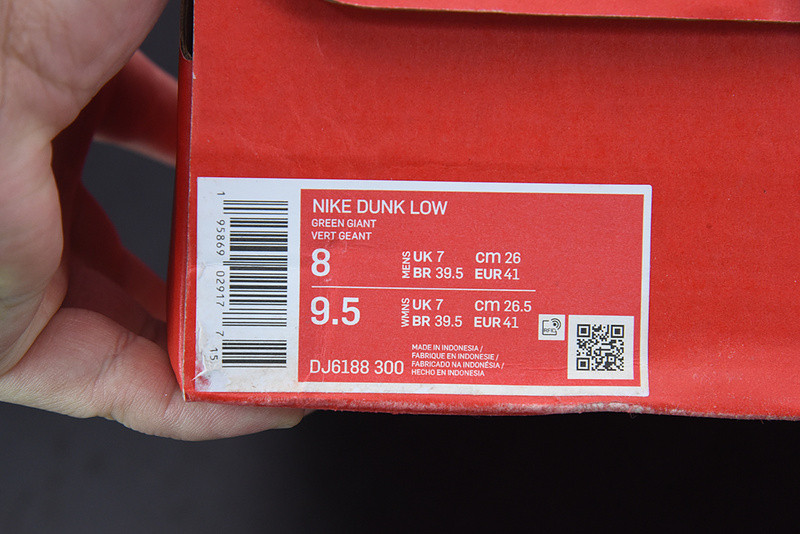 NIKE DUNK LOW
GREEN GIANT
VERT GEANT
8
MENS
UK 7 cm 26
BR 39.5 EUR 41
9.5
WMNS
UK 7 cm 26.5
BR 39.5 EUR 41
DJ6188 300
MADE IN INDONESIA /
FABRIQUE EN INDONESIE /
FABRICADO NA INDONÉSIA /
HECHO EN INDONESIA
RFID
1 95869 02917 7 15